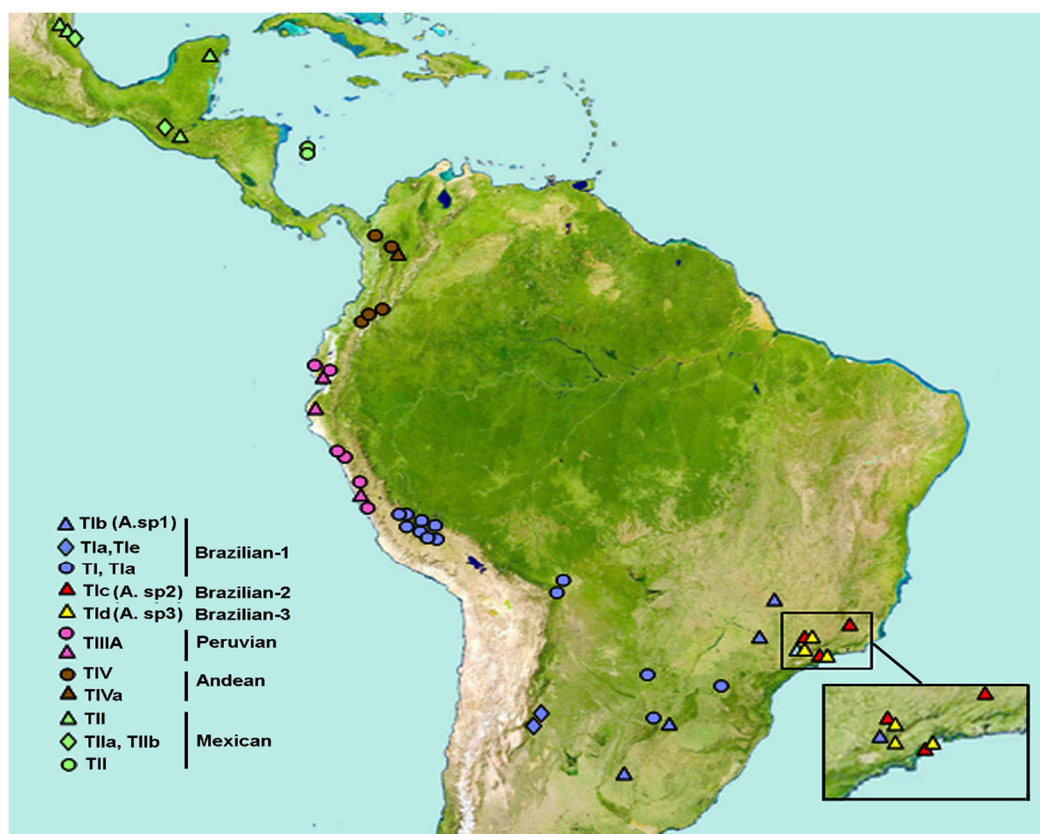 TIb (A.sp1)
TIa,TIe
Brazilian-1
TI, TIa
TIc (A. sp2) Brazilian-2
TId (A. sp3) Brazilian-3
TIIIA Peruvian
TIV
Andean
TIVa
TII
TIIa, TIIb Mexican
TII